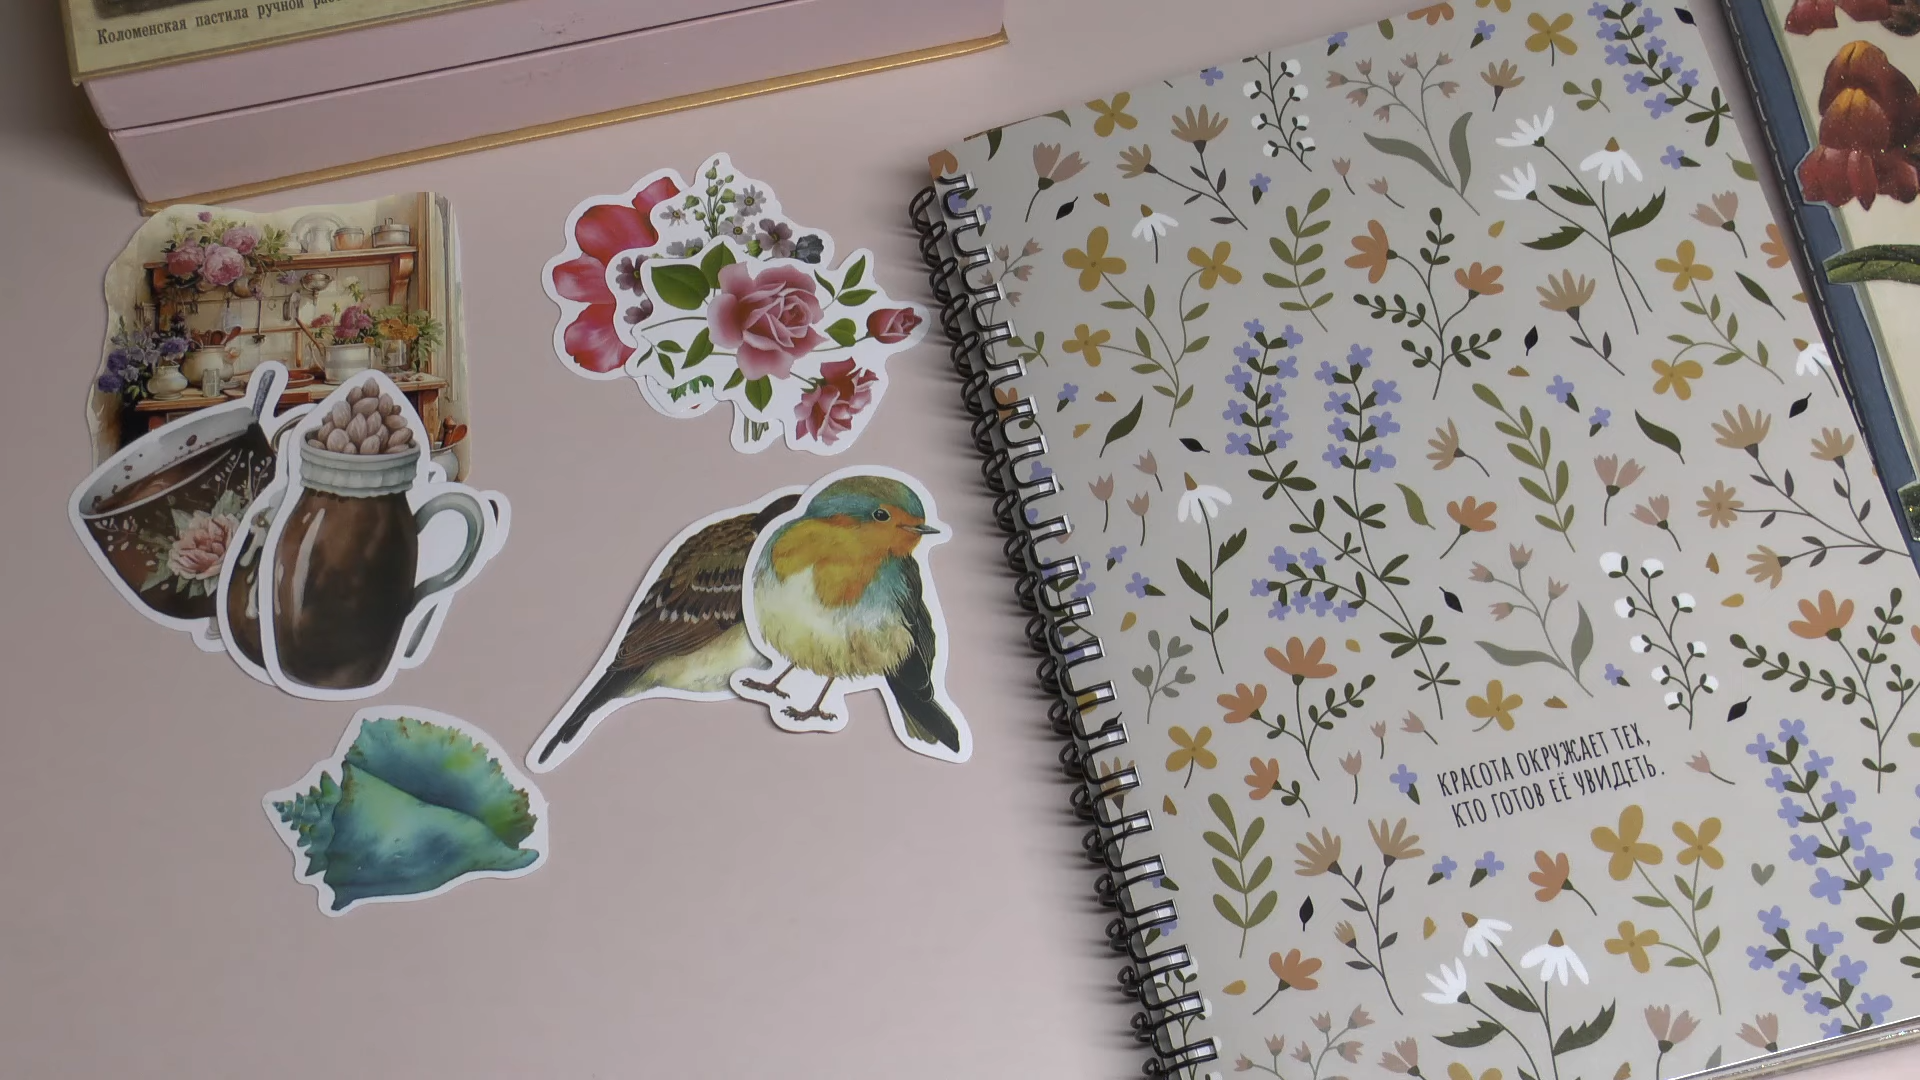 Коломенская пастила ручной
КРАСОТА ОКРУЖАЕТ ТЕХ,
КТО ГОТОВ ЕЁ УВИДЕТЬ.